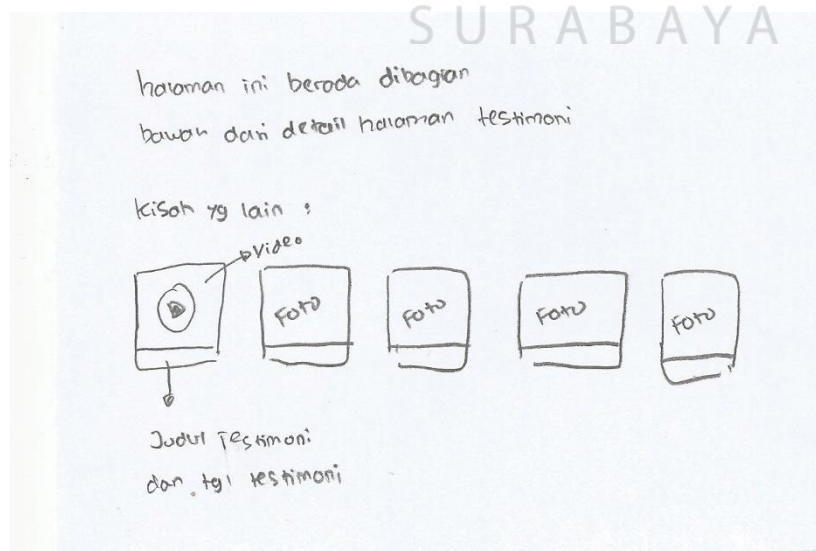 SURABAYA
halaman ini berada dibagian
bawah dari detail halaman testimoni
kisah yg lain :
Video
Foto
Foto
Foto
Foto
Judul Testimoni
dan tgl testimoni